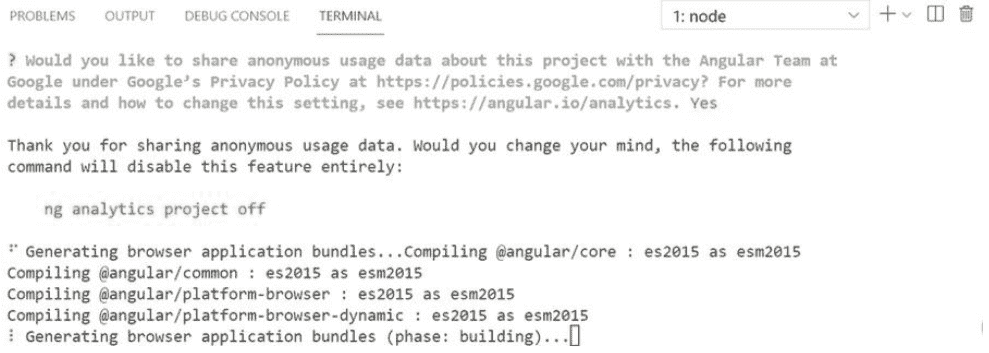 PROBLEMS OUTPUT DEBUG CONSOLE TERMINAL 1: node
? Would you like to share anonymous usage data about this project with the Angular Team at
Google under Google’s Privacy Policy at https://policies.google.com/privacy? For more
details and how to change this setting, see https://angular.io/analytics. Yes
Thank you for sharing anonymous usage data. Would you change your mind, the following
command will disable this feature entirely:
ng analytics project off
Generating browser application bundles...Compiling @angular/core : es2015 as esm2015
Compiling @angular/common : es2015 as esm2015
Compiling @angular/platform-browser : es2015 as esm2015
Compiling @angular/platform-browser-dynamic : es2015 as esm2015
Generating browser application bundles (phase: building)...